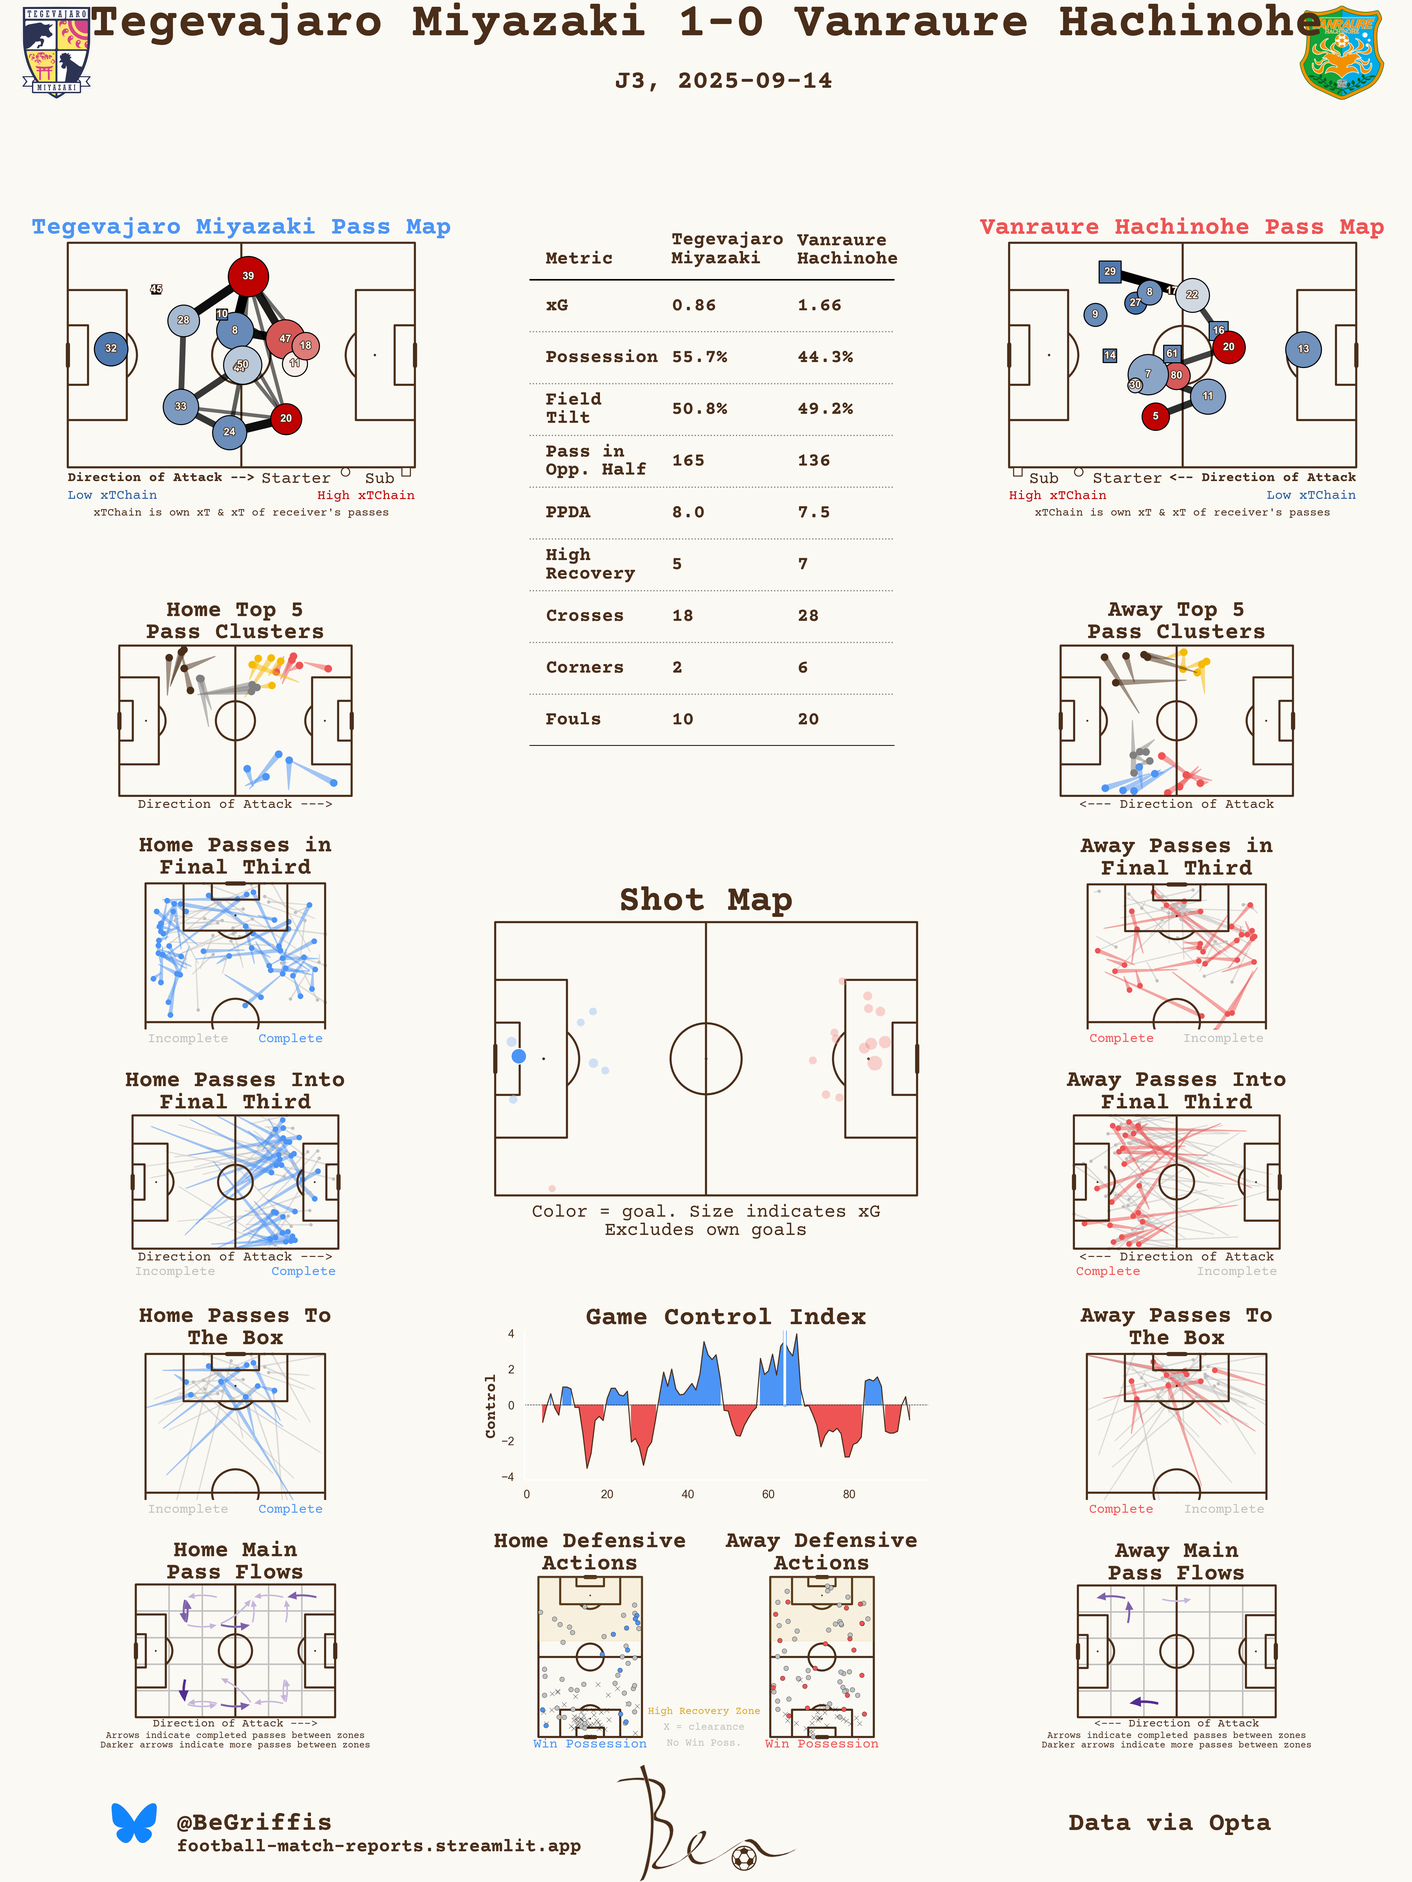 Tegevajaro Miyazaki 1-0 Vanraure Hachinohe
J3, 2025-09-14
TEGEVAJARO
MIYAZAKI
VANRAURE
HACHINOHE
Tegevajaro Miyazaki Pass Map
39
45
28
10
8
47
18
32
50
11
33
20
24
Direction of Attack --> Starter Sub
Low xTChain High xTChain
xTChain is own xT & xT of receiver's passes
Metric Tegevajaro Miyazaki Vanraure Hachinohe
xG 0.86 1.66
Possession 55.7% 44.3%
Field Tilt 50.8% 49.2%
Pass in Opp. Half 165 136
PPDA 8.0 7.5
High Recovery 5 7
Crosses 18 28
Corners 2 6
Fouls 10 20
Vanraure Hachinohe Pass Map
29
8
17
22
27
9
16
14
61
20
13
7
80
30
11
5
Sub Starter <-- Direction of Attack
High xTChain Low xTChain
xTChain is own xT & xT of receiver's passes
Home Top 5
Pass Clusters
Direction of Attack --->
Away Top 5
Pass Clusters
<--- Direction of Attack
Home Passes in
Final Third
Incomplete Complete
Away Passes in
Final Third
Complete Incomplete
Shot Map
Color = goal. Size indicates xG
Excludes own goals
Home Passes Into
Final Third
Direction of Attack --->
Incomplete Complete
Away Passes Into
Final Third
<--- Direction of Attack
Complete Incomplete
Home Passes To
The Box
Incomplete Complete
Game Control Index
Control
4
2
0
−2
−4
0 20 40 60 80
Away Passes To
The Box
Complete Incomplete
Home Main
Pass Flows
Direction of Attack --->
Arrows indicate completed passes between zones
Darker arrows indicate more passes between zones
Home Defensive
Actions
Win Possession
Away Defensive
Actions
Win Possession
High Recovery Zone
X = clearance
No Win Poss.
Away Main
Pass Flows
<--- Direction of Attack
Arrows indicate completed passes between zones
Darker arrows indicate more passes between zones
@BeGriffis
football-match-reports.streamlit.app
Ben
Data via Opta